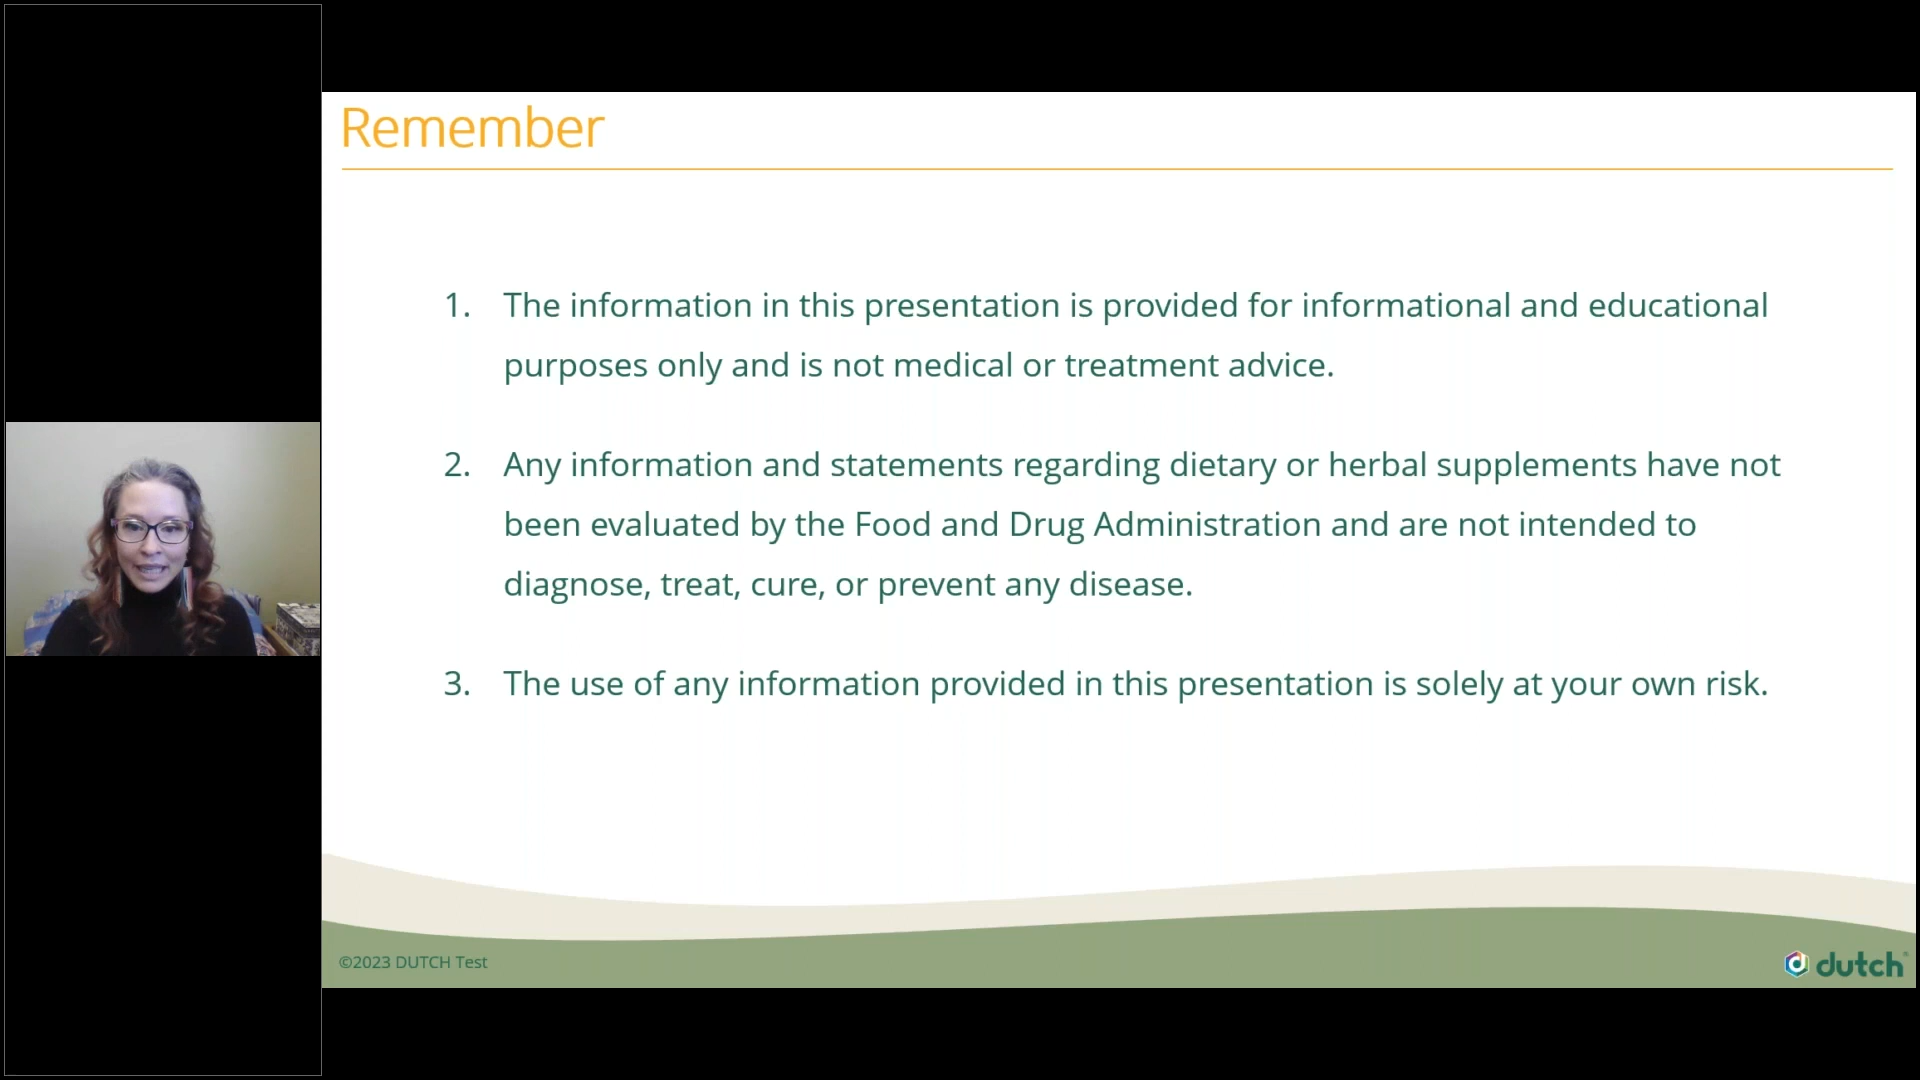 Remember
1. The information in this presentation is provided for informational and educational
purposes only and is not medical or treatment advice.
2. Any information and statements regarding dietary or herbal supplements have not
been evaluated by the Food and Drug Administration and are not intended to
diagnose, treat, cure, or prevent any disease.
3. The use of any information provided in this presentation is solely at your own risk.
©2023 DUTCH Test
dutch